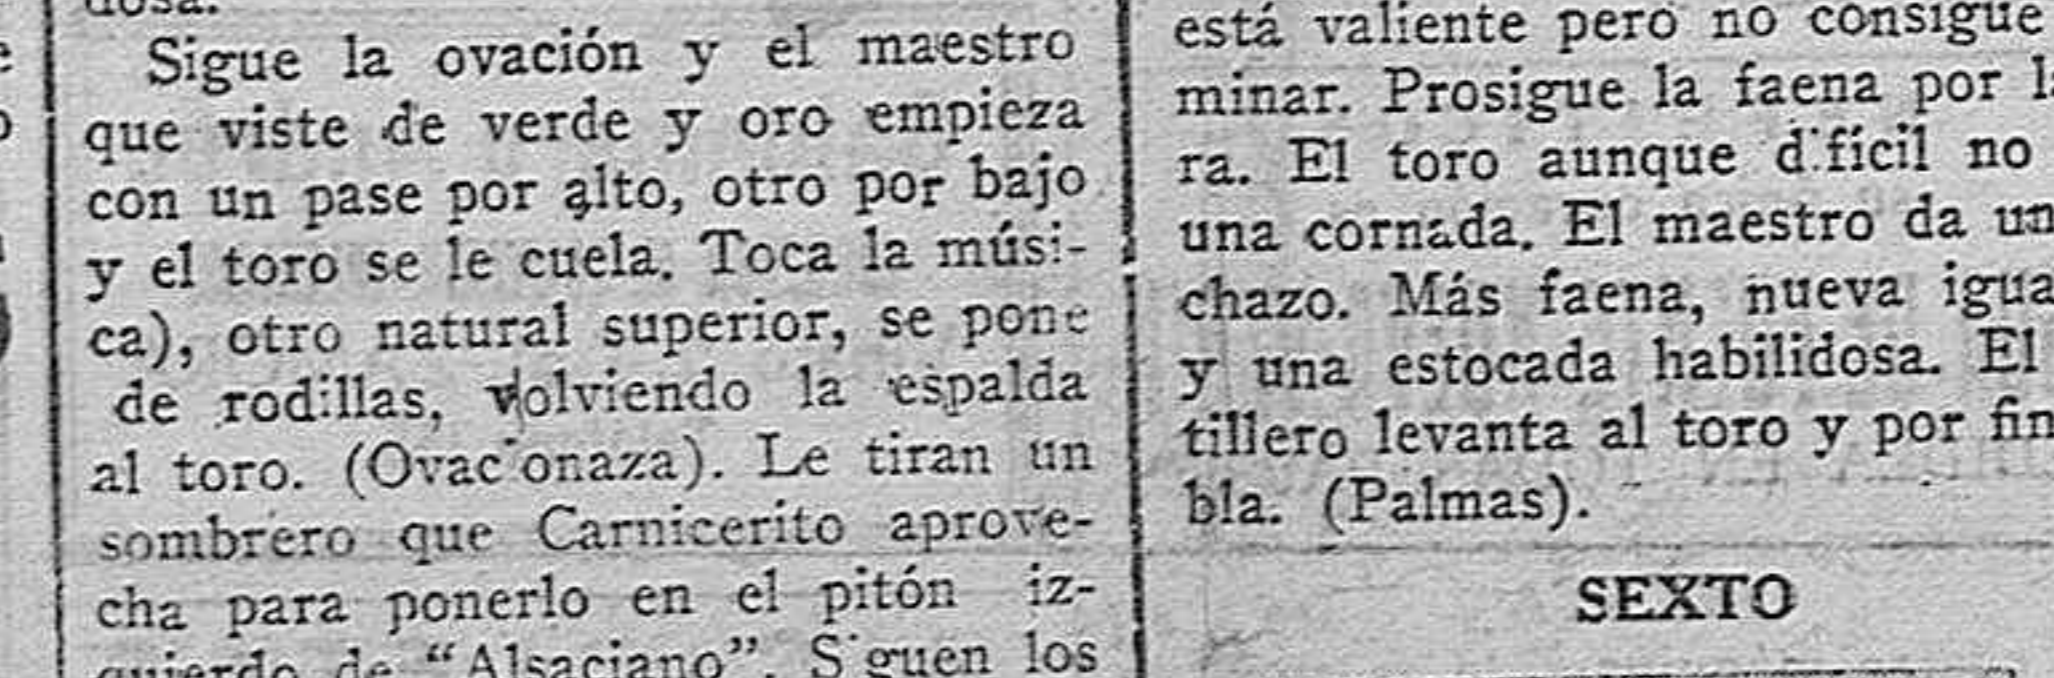 Sigue la ovación y el maestro
que viste de verde y oro empieza
con un pase por alto, otro por bajo
y el toro se le cuela. Toca la músi-
ca), otro natural superior, se pone
de rodillas, volviendo la espalda
al toro. (Ovacionaza). Le tiran un
sombrero que Carnicerito aprove-
cha para ponerlo en el pitón iz-
quierdo de "Alsaciano". Siguen los
está valiente pero no consigue
minar. Prosigue la faena por
ra. El toro aunque difícil no
una cornada. El maestro da un
chazo. Más faena, nueva igua
y una estocada habilidosa. El
tillero levanta al toro y por fin
bla. (Palmas).
SEXTO